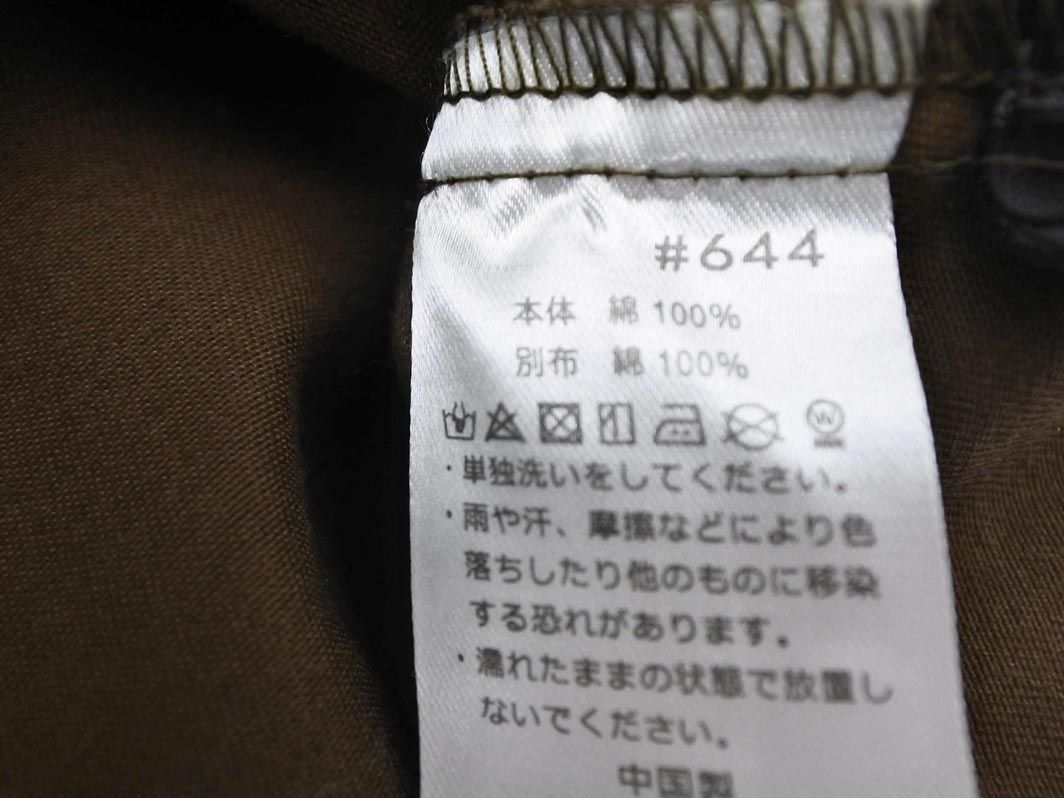 #644
本体 綿 100%
別布 綿 100%
W
・単独洗いをしてください。
・雨や汗、摩擦などにより色
落ちしたり他のものに移染
する恐れがあります。
・濡れたままの状態で放置し
ないでください。
中国製